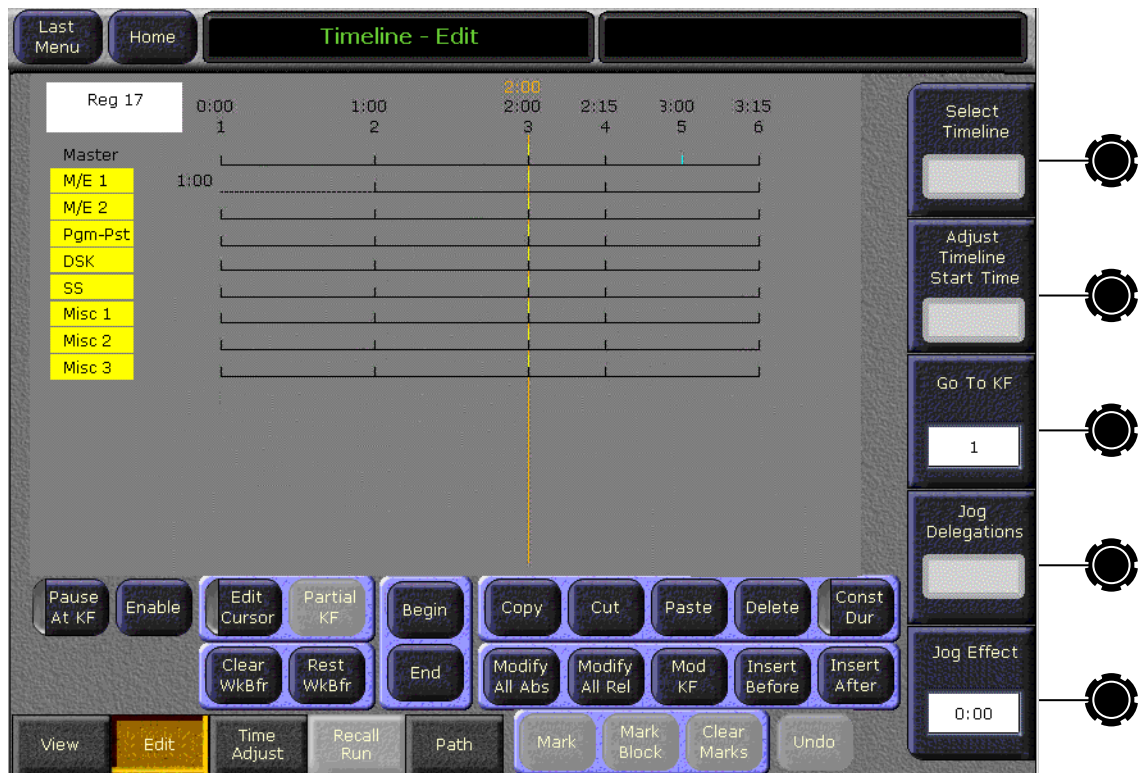 Last
Menu
Home
Timeline - Edit
Reg 17
2:00
0:00 1:00 2:00 2:15 3:00 3:15
1 2 3 4 5 6
Master
M/E 1 1:00
M/E 2
Pgm-Pst
DSK
SS
Misc 1
Misc 2
Misc 3
Select
Timeline
Adjust
Timeline
Start Time
Go To KF
1
Jog
Delegations
Jog Effect
0:00
Pause
At KF
Enable
Edit
Cursor
Partial
KF
Begin
Copy
Cut
Paste
Delete
Const
Dur
Clear
WkBfr
Rest
WkBfr
End
Modify
All Abs
Modify
All Rel
Mod
KF
Insert
Before
Insert
After
View
Edit
Time
Adjust
Recall
Run
Path
Mark
Mark
Block
Clear
Marks
Undo